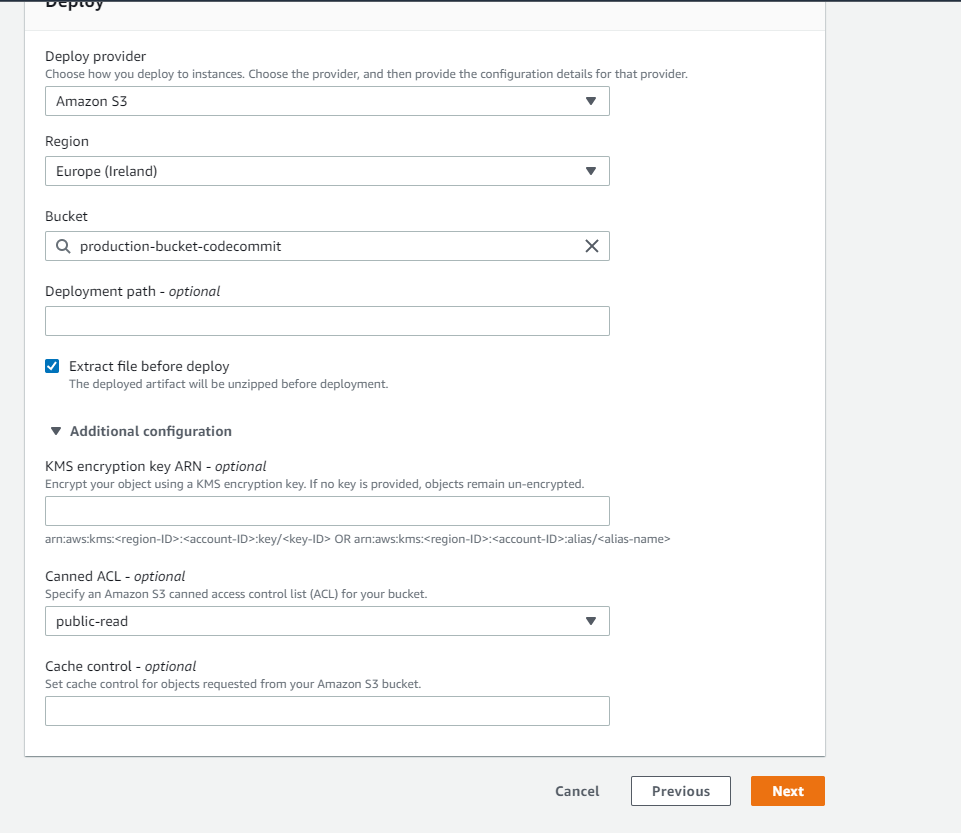 Deploy
Deploy provider
Choose how you deploy to instances. Choose the provider, and then provide the configuration details for that provider.
Amazon S3
Region
Europe (Ireland)
Bucket
production-bucket-codecommit
Deployment path - optional
Extract file before deploy
The deployed artifact will be unzipped before deployment.
Additional configuration
KMS encryption key ARN - optional
Encrypt your object using a KMS encryption key. If no key is provided, objects remain un-encrypted.
arn:aws:kms:<region-ID>:<account-ID>:key/<key-ID> OR arn:aws:kms:<region-ID>:<account-ID>:alias/<alias-name>
Canned ACL - optional
Specify an Amazon S3 canned access control list (ACL) for your bucket.
public-read
Cache control - optional
Set cache control for objects requested from your Amazon S3 bucket.
Cancel
Previous
Next